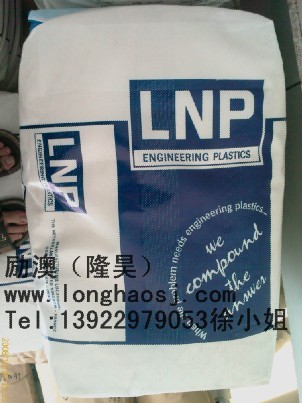 LNP
ENGINEERING PLASTICS
LNP
ENGINEERING
PLASTICS
problem needs engineering plastics...
we
compound
the
answer
励澳（隆昊）
www.longhaosj.com
Tel:13922979053徐小姐